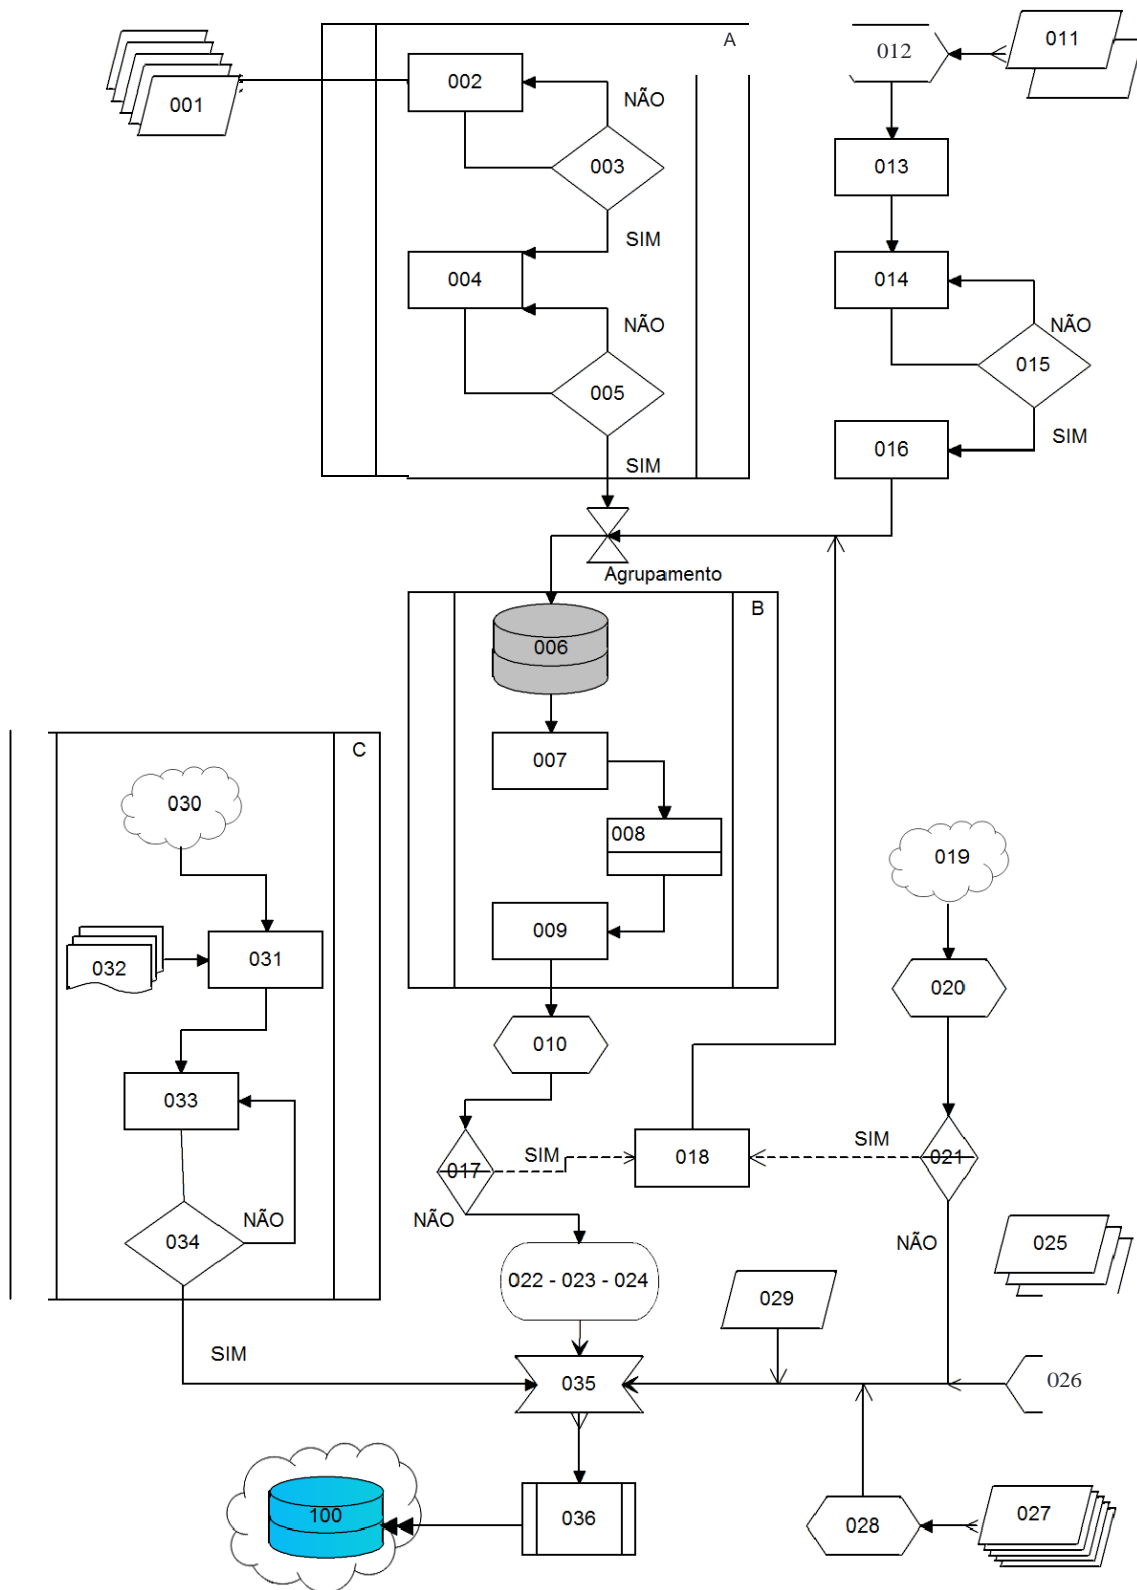 A
011
012
001
002
NÃO
003
013
SIM
004
014
NÃO
NÃO
015
005
SIM
016
SIM
Agrupamento
B
006
C
007
030
008
019
009
031
032
020
010
033
SIM
SIM
017
018
021
NÃO
NÃO
034
NÃO
025
022 - 023 - 024
029
SIM
035
026
100
036
028
027